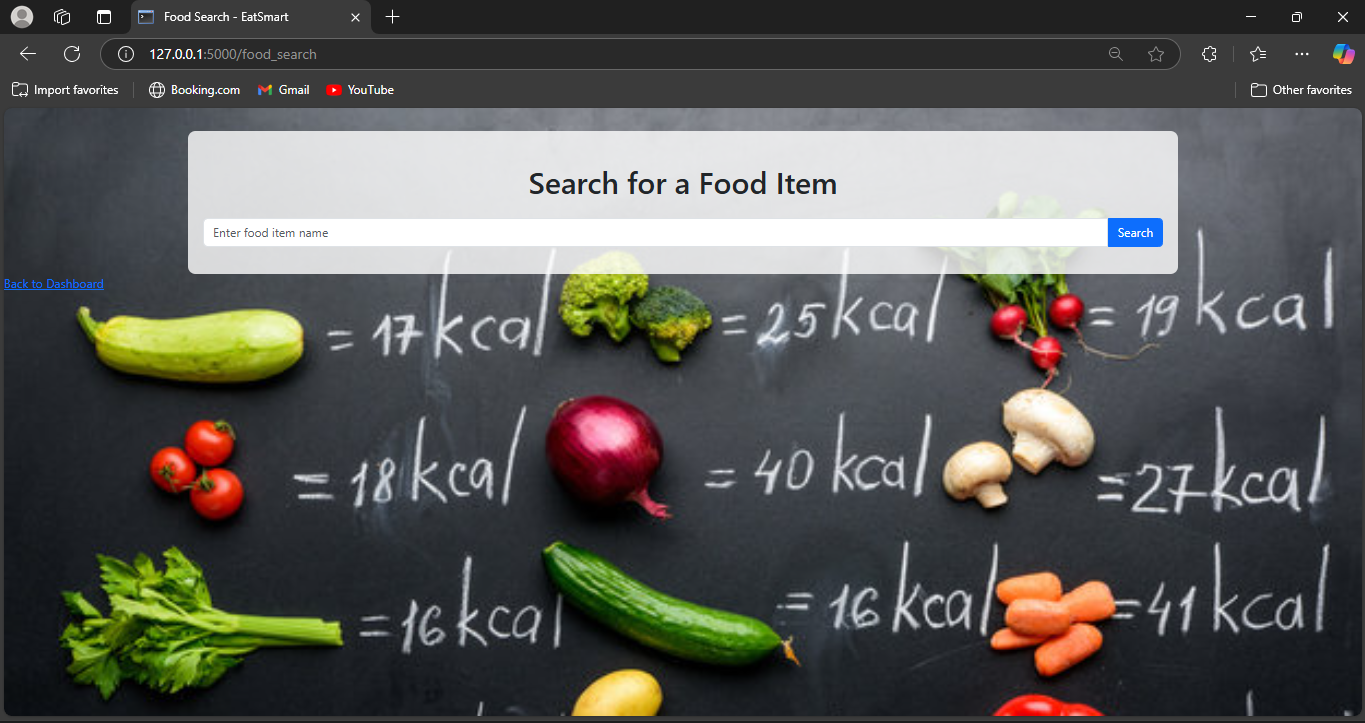 Food Search - EatSmart
127.0.0.1:5000/food_search
Import favorites
Booking.com
Gmail
YouTube
Other favorites
Search for a Food Item
Enter food item name
Search
Back to Dashboard
= 17 kcal
= 25 kcal
= 19 kcal
= 18 kcal
= 40 kcal
= 27 kcal
= 16 kcal
= 16 kcal
= 41 kcal